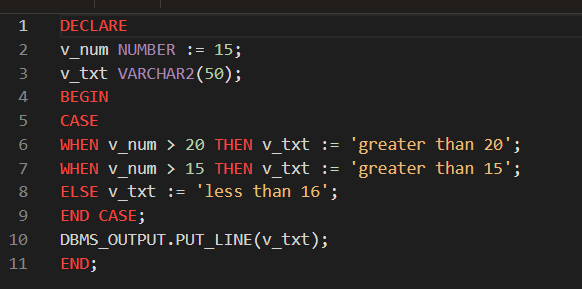 1 DECLARE
2 v_num NUMBER := 15;
3 v_txt VARCHAR2(50);
4 BEGIN
5 CASE
6 WHEN v_num > 20 THEN v_txt := 'greater than 20';
7 WHEN v_num > 15 THEN v_txt := 'greater than 15';
8 ELSE v_txt := 'less than 16';
9 END CASE;
10 DBMS_OUTPUT.PUT_LINE(v_txt);
11 END;